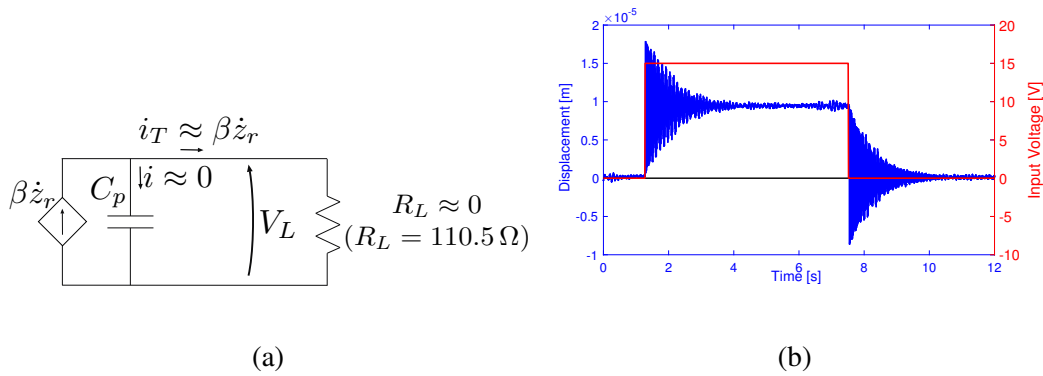 i_T ≈ βż_r
i ≈ 0
C_p
βż_r
V_L
R_L ≈ 0
(R_L = 110.5 Ω)
(a)
×10⁻⁵
2
1.5
1
0.5
0
-0.5
-1
Displacement [m]
0 2 4 6 8 10 12
Time [s]
20
15
10
5
0
-5
-10
Input Voltage [V]
(b)